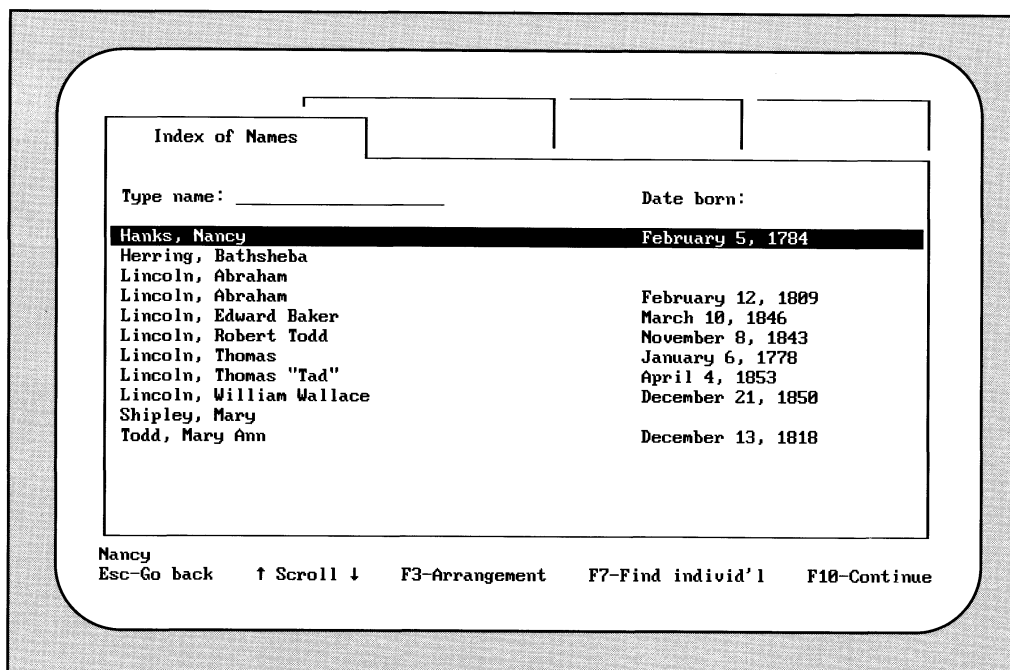 Index of Names
Type name: Date born:
Hanks, Nancy February 5, 1784
Herring, Bathsheba
Lincoln, Abraham
Lincoln, Abraham February 12, 1809
Lincoln, Edward Baker March 10, 1846
Lincoln, Robert Todd November 8, 1843
Lincoln, Thomas January 6, 1778
Lincoln, Thomas "Tad" April 4, 1853
Lincoln, William Wallace December 21, 1850
Shipley, Mary
Todd, Mary Ann December 13, 1818
Nancy
Esc-Go back ↑ Scroll ↓ F3-Arrangement F7-Find individ'l F10-Continue